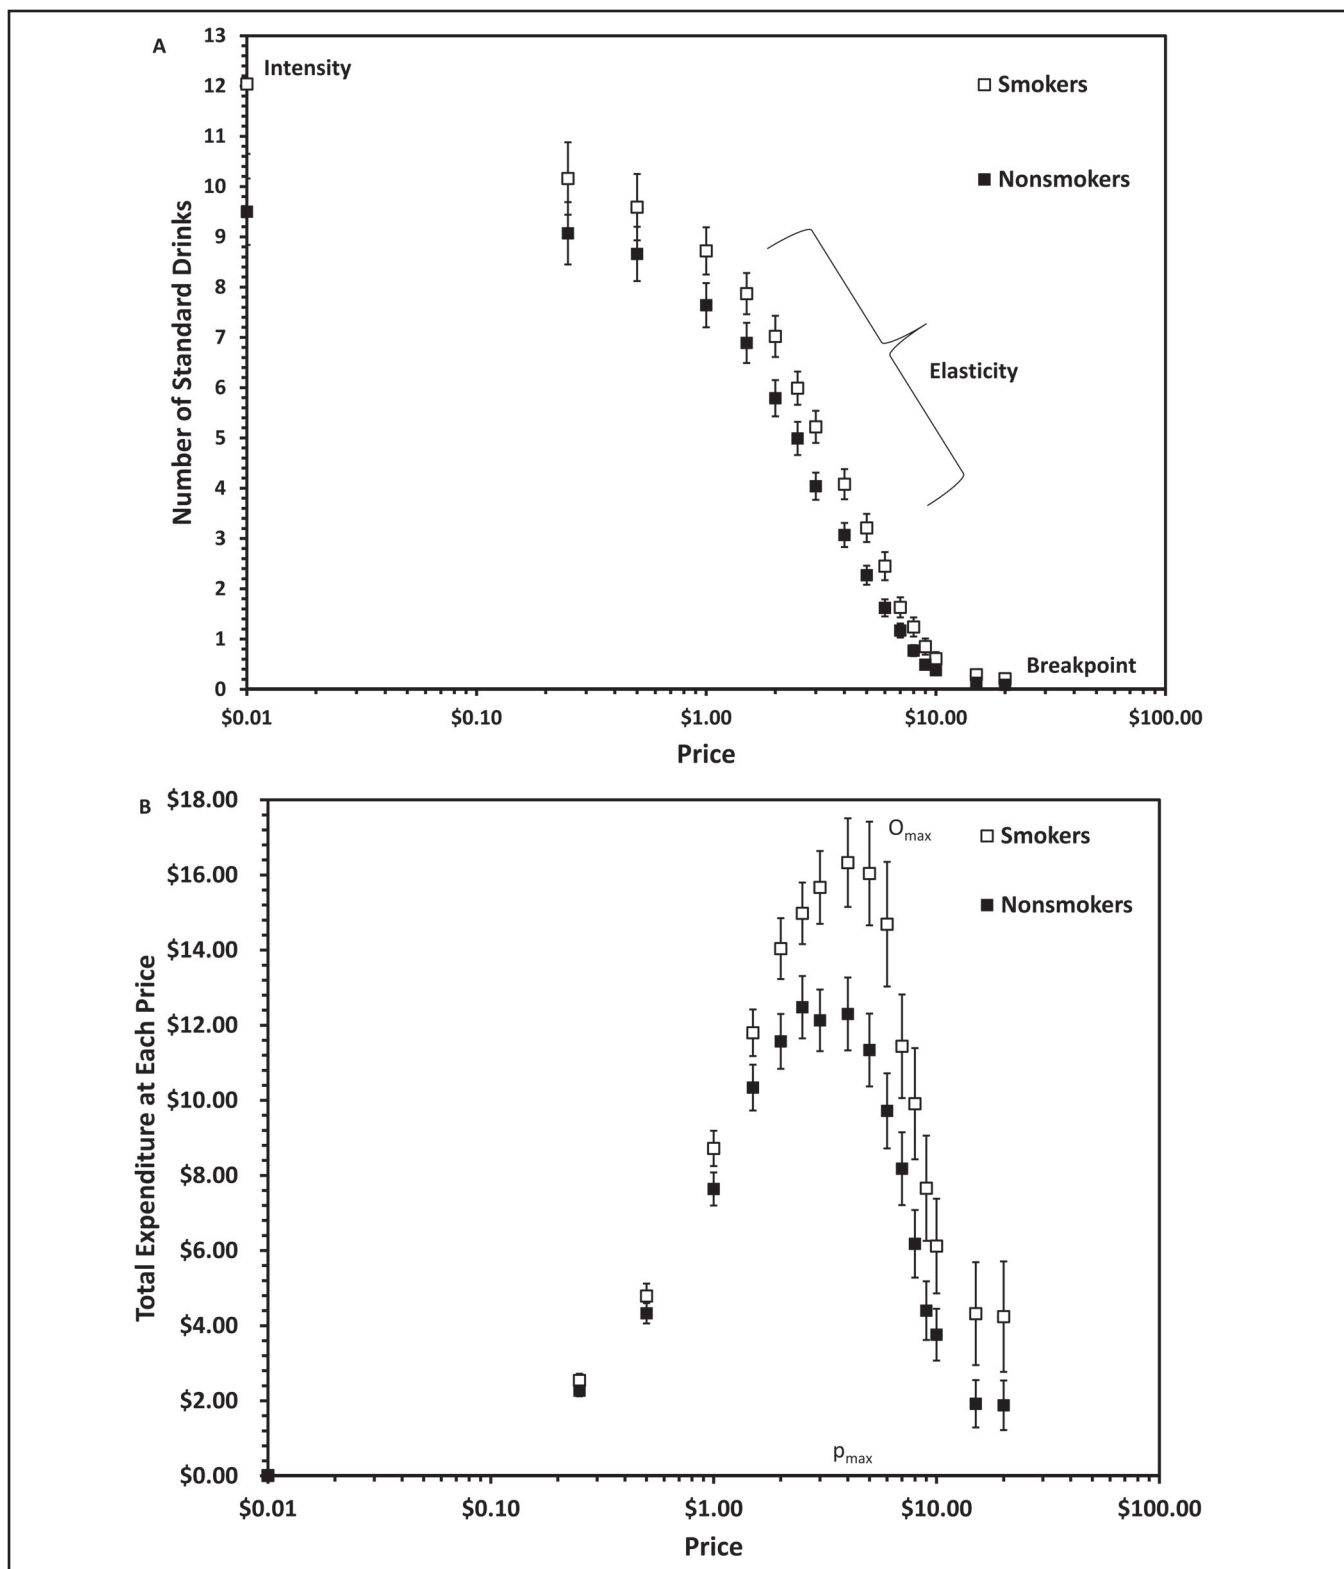 A
13
Intensity
12
Smokers
11
10
Nonsmokers
9
8
7
Elasticity
6
5
4
3
2
1
Breakpoint
0
Number of Standard Drinks
$0.01 $0.10 $1.00 $10.00 $100.00
Price
B
$18.00
O max
Smokers
$16.00
Nonsmokers
$14.00
$12.00
$10.00
$8.00
$6.00
$4.00
$2.00
p max
$0.00
Total Expenditure at Each Price
$0.01 $0.10 $1.00 $10.00 $100.00
Price